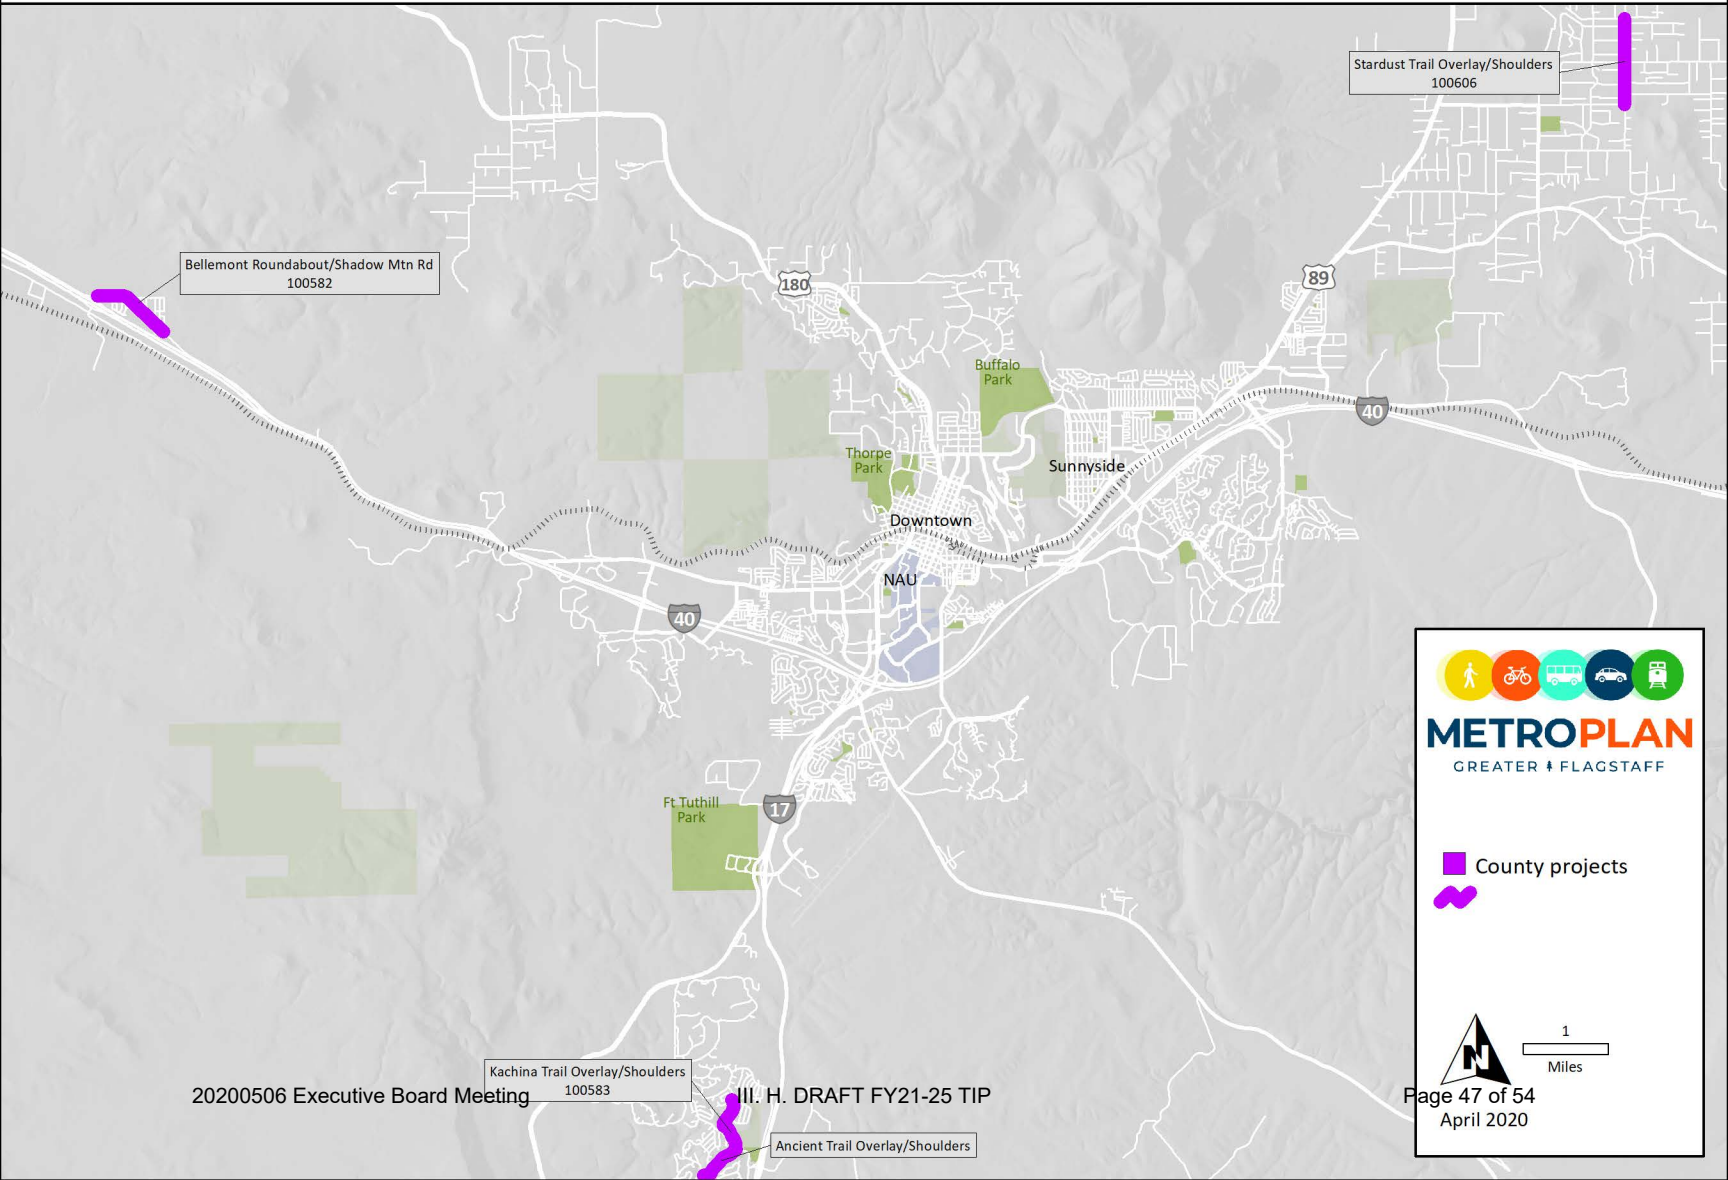 Stardust Trail Overlay/Shoulders
100606
Bellemont Roundabout/Shadow Mtn Rd
100582
180
89
Buffalo
Park
40
Thorpe
Park
Sunnyside
Downtown
NAU
40
Ft Tuthill
Park
17
METROPLAN
GREATER FLAGSTAFF
County projects
N
1
Miles
Kachina Trail Overlay/Shoulders
100583
20200506 Executive Board Meeting
III. H. DRAFT FY21-25 TIP
Page 47 of 54
April 2020
Ancient Trail Overlay/Shoulders